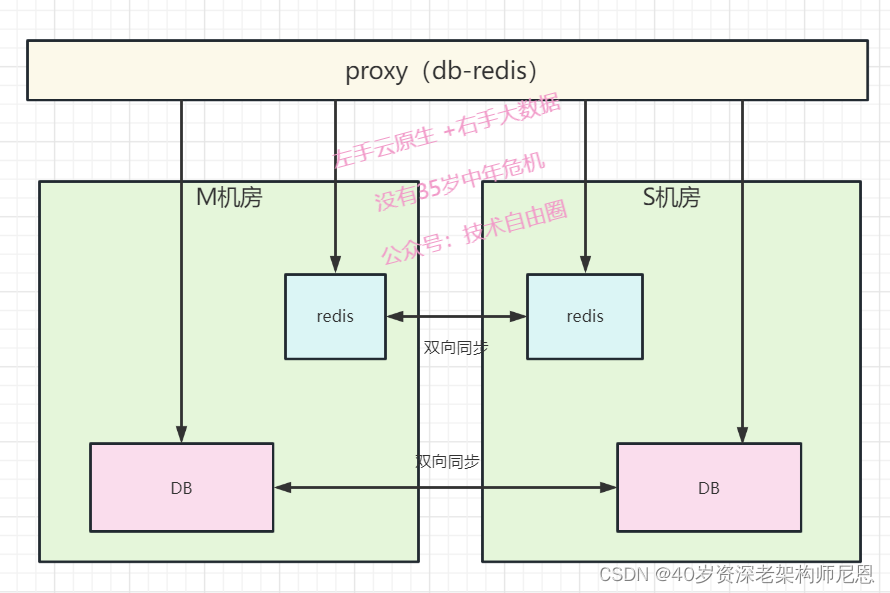 proxy（db-redis）
左手云原生 +右手大数据
没有35岁中年危机
M机房
S机房
公众号：技术自由圈
redis
redis
双向同步
双向同步
DB
DB
CSDN @40岁资深老架构师尼恩